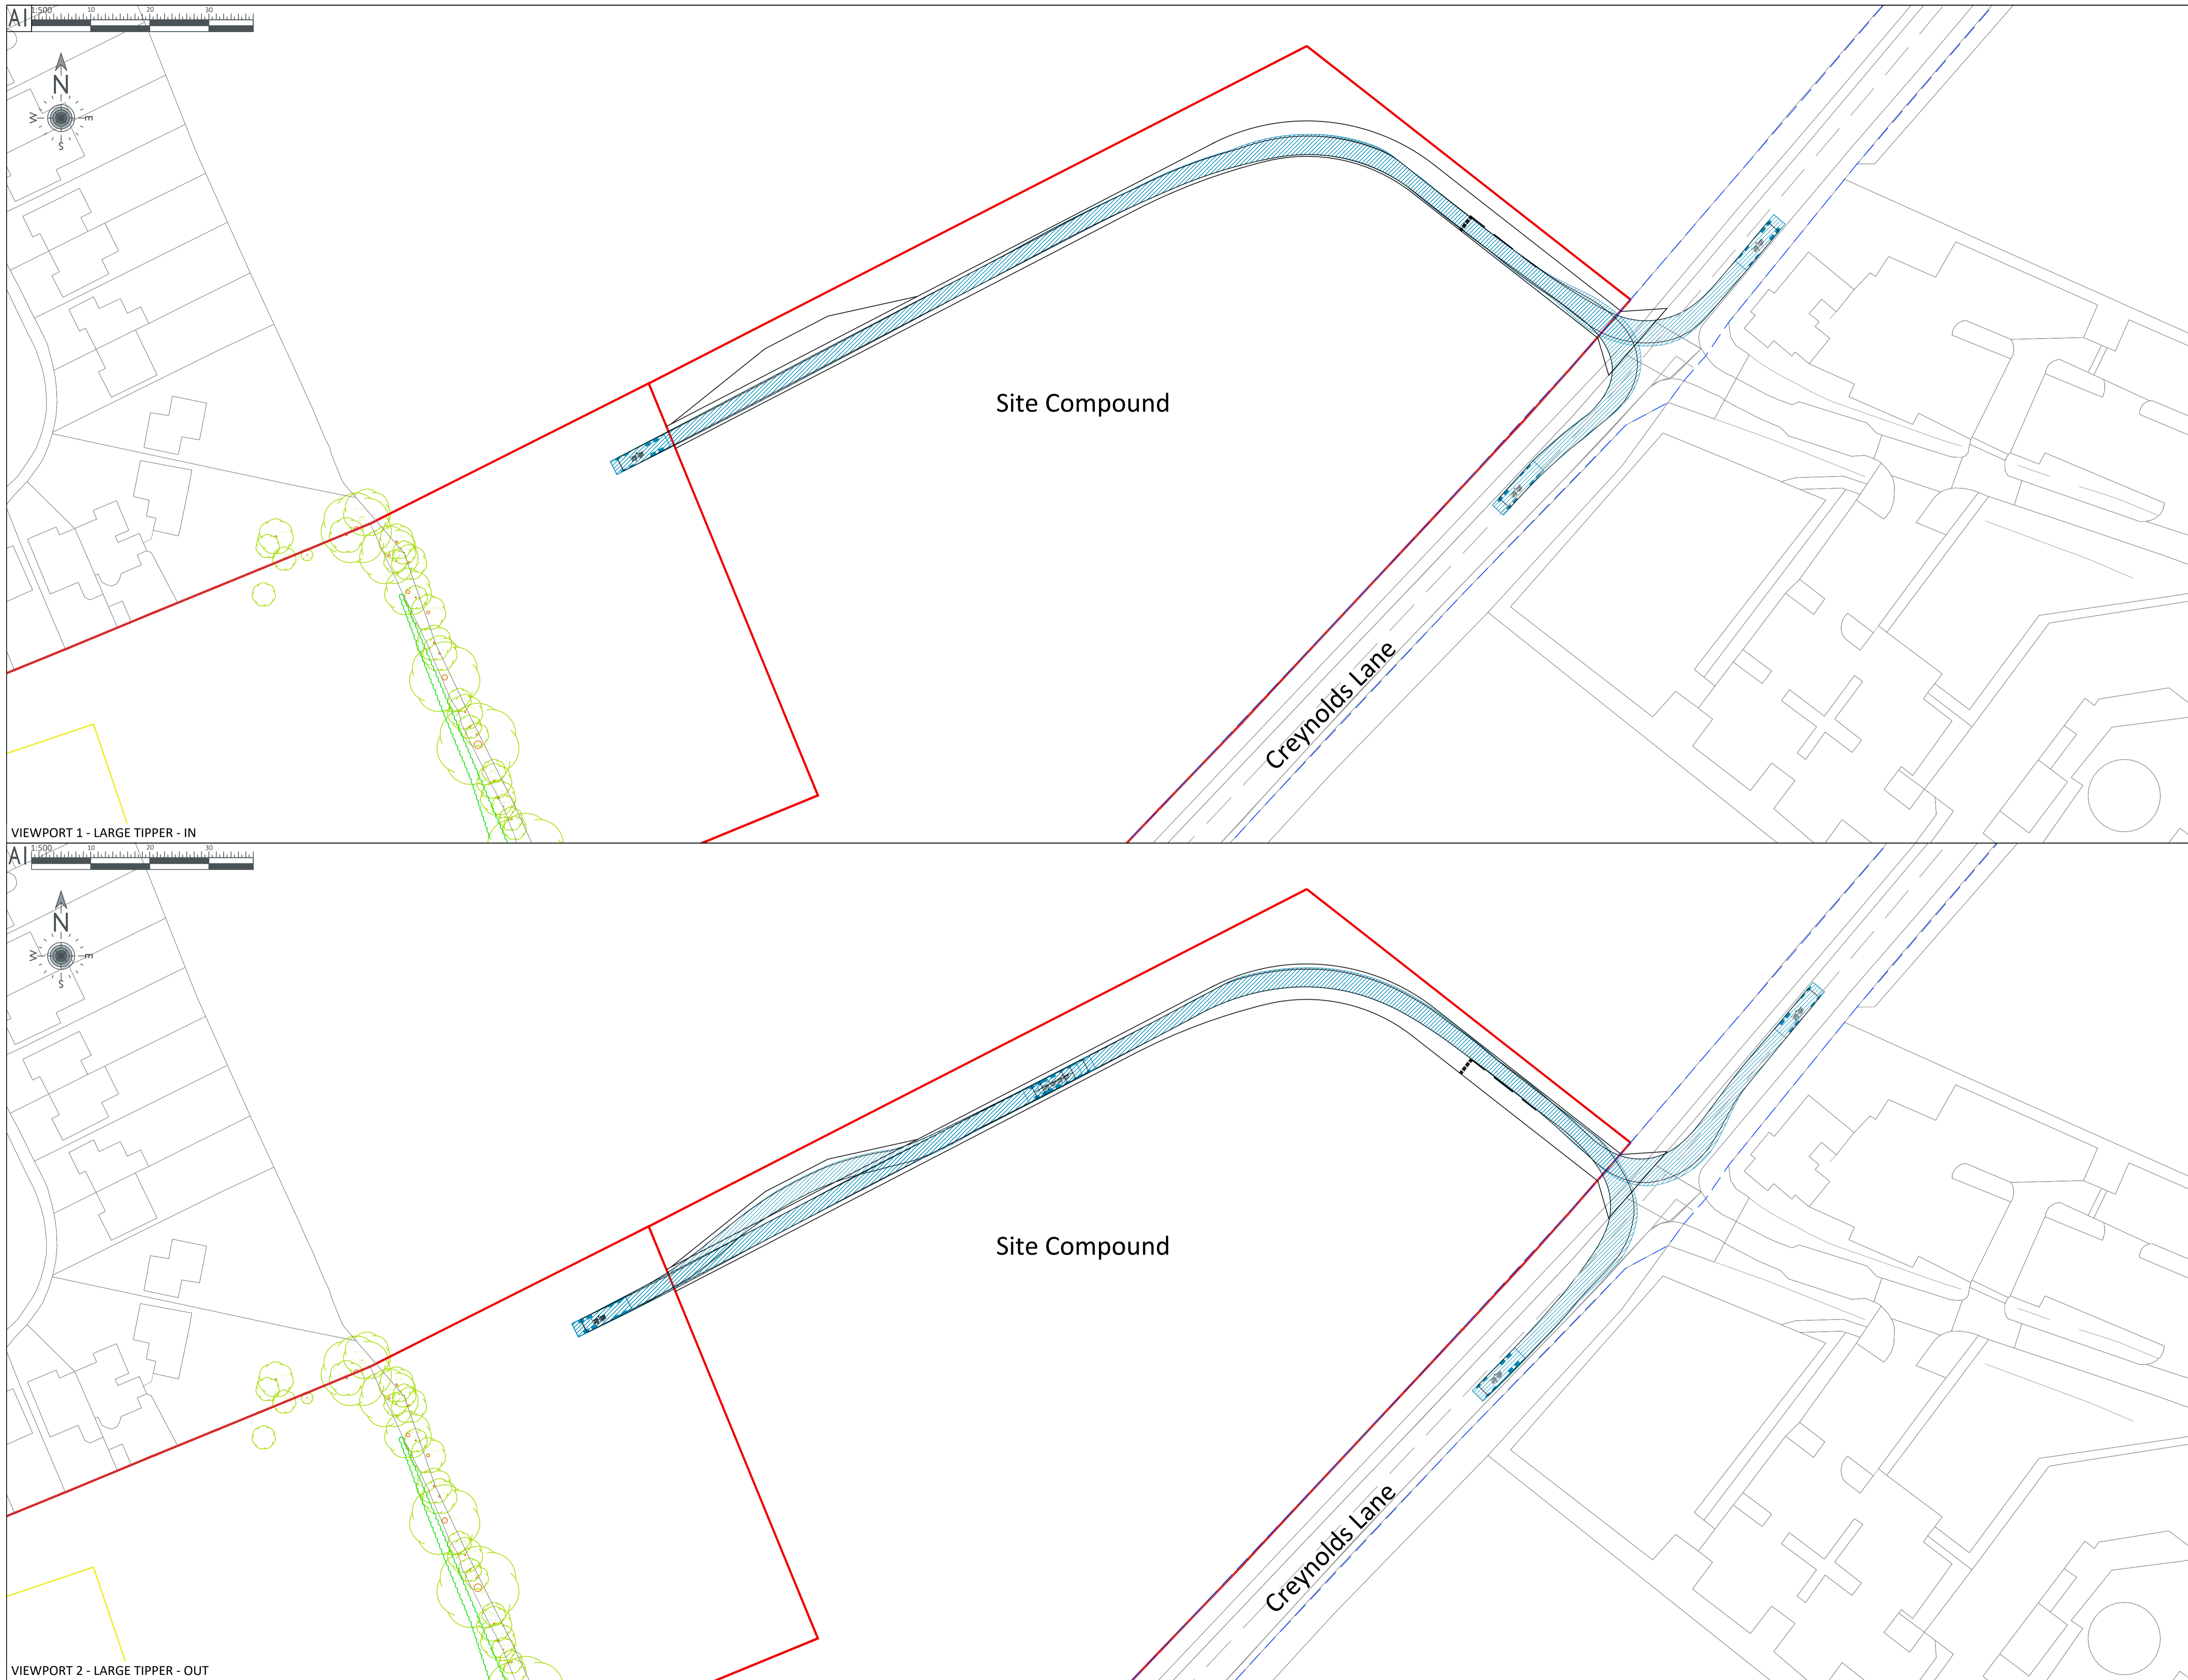 A1
1:500
10
20
30
N
W
E
S
Site Compound
Creynolds Lane
VIEWPORT 1 - LARGE TIPPER - IN
A1
1:500
10
20
30
N
W
E
S
Site Compound
Creynolds Lane
VIEWPORT 2 - LARGE TIPPER - OUT